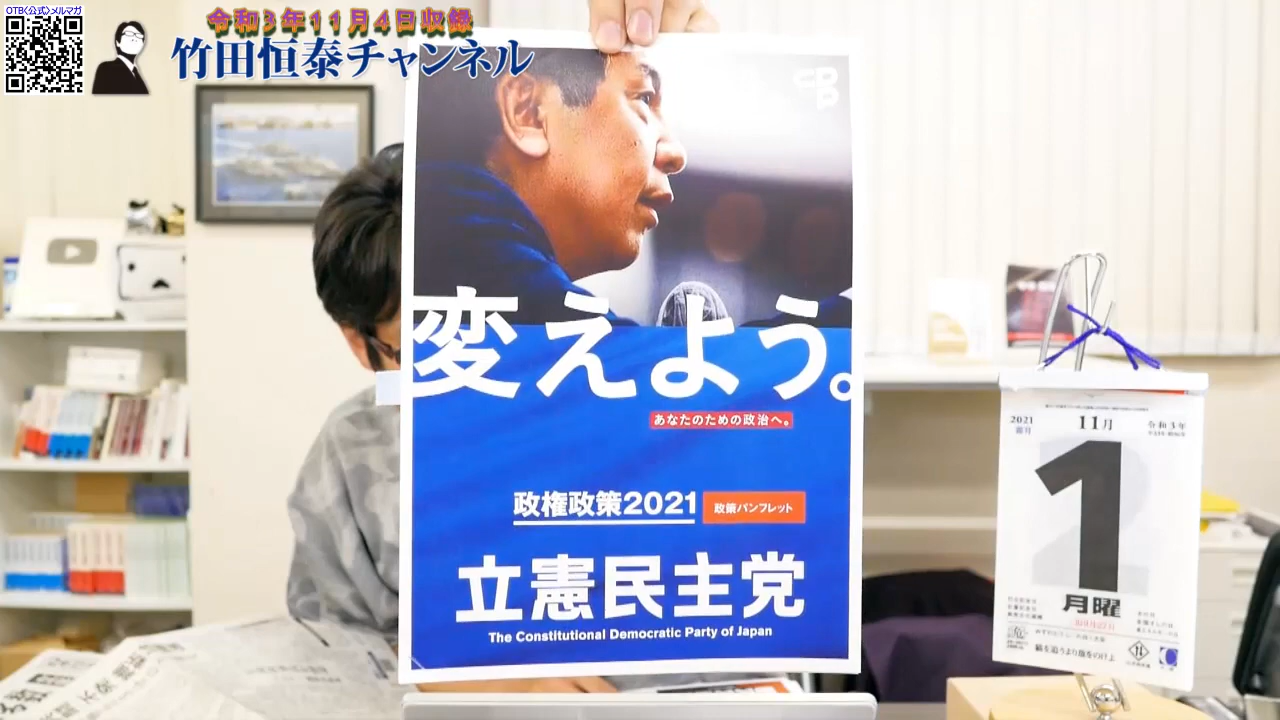 OTB《公式》メルマガ
令和3年11月4日収録
竹田恒泰チャンネル
変えよう。
あなたのための政治へ。
政権政策2021
政策パンフレット
立憲民主党
The Constitutional Democratic Party of Japan
2021
11月
令和3年
1
月曜